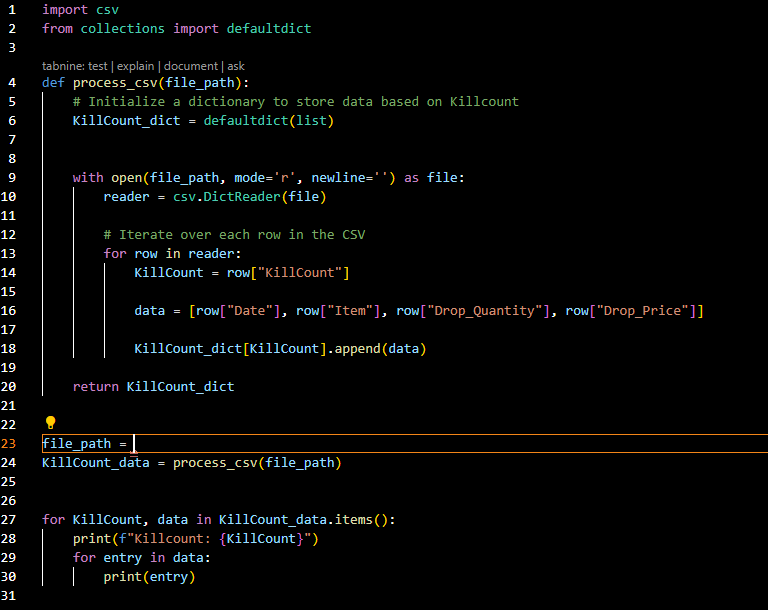 1 import csv
2 from collections import defaultdict
3
tabnine: test | explain | document | ask
4 def process_csv(file_path):
5     # Initialize a dictionary to store data based on Killcount
6     KillCount_dict = defaultdict(list)
7
8
9     with open(file_path, mode='r', newline='') as file:
10         reader = csv.DictReader(file)
11
12         # Iterate over each row in the CSV
13         for row in reader:
14             KillCount = row["KillCount"]
15
16             data = [row["Date"], row["Item"], row["Drop_Quantity"], row["Drop_Price"]]
17
18             KillCount_dict[KillCount].append(data)
19
20     return KillCount_dict
21
22
23 file_path =
24 KillCount_data = process_csv(file_path)
25
26
27 for KillCount, data in KillCount_data.items():
28     print(f"Killcount: {KillCount}")
29     for entry in data:
30         print(entry)
31